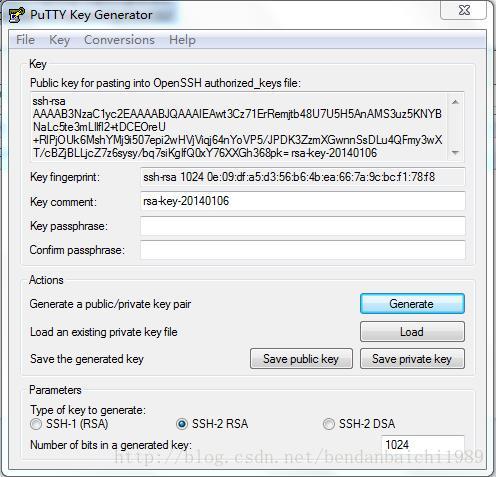 PuTTY Key Generator
File Key Conversions Help
Key
Public key for pasting into OpenSSH authorized_keys file:
ssh-rsa
AAAAB3NzaC1yc2EAAAABJQAAAIEAwt3Cz71ErRemjtb48U7U5H5AnAMS3uz5KNYB
NaLc5te3mLIlfI2+tDCEOreU
+RlPjOUk6MshYMj9i507epi2wHVjViqj64nYoVP5/JPDK3ZzmXGwnnSsDLu4QFmy3wX
T/cBZjBLLjcZ7z6sysy/bq7siKglfQ0xY76XXGh368pk= rsa-key-20140106
Key fingerprint: ssh-rsa 1024 0e:09:df:a5:d3:56:b6:4b:ea:66:7a:9c:bc:f1:78:f8
Key comment: rsa-key-20140106
Key passphrase:
Confirm passphrase:
Actions
Generate a public/private key pair Generate
Load an existing private key file Load
Save the generated key Save public key Save private key
Parameters
Type of key to generate:
SSH-1 (RSA) SSH-2 RSA SSH-2 DSA
Number of bits in a generated key: 1024
http://blog.csdn.net/bendanbaichi1989